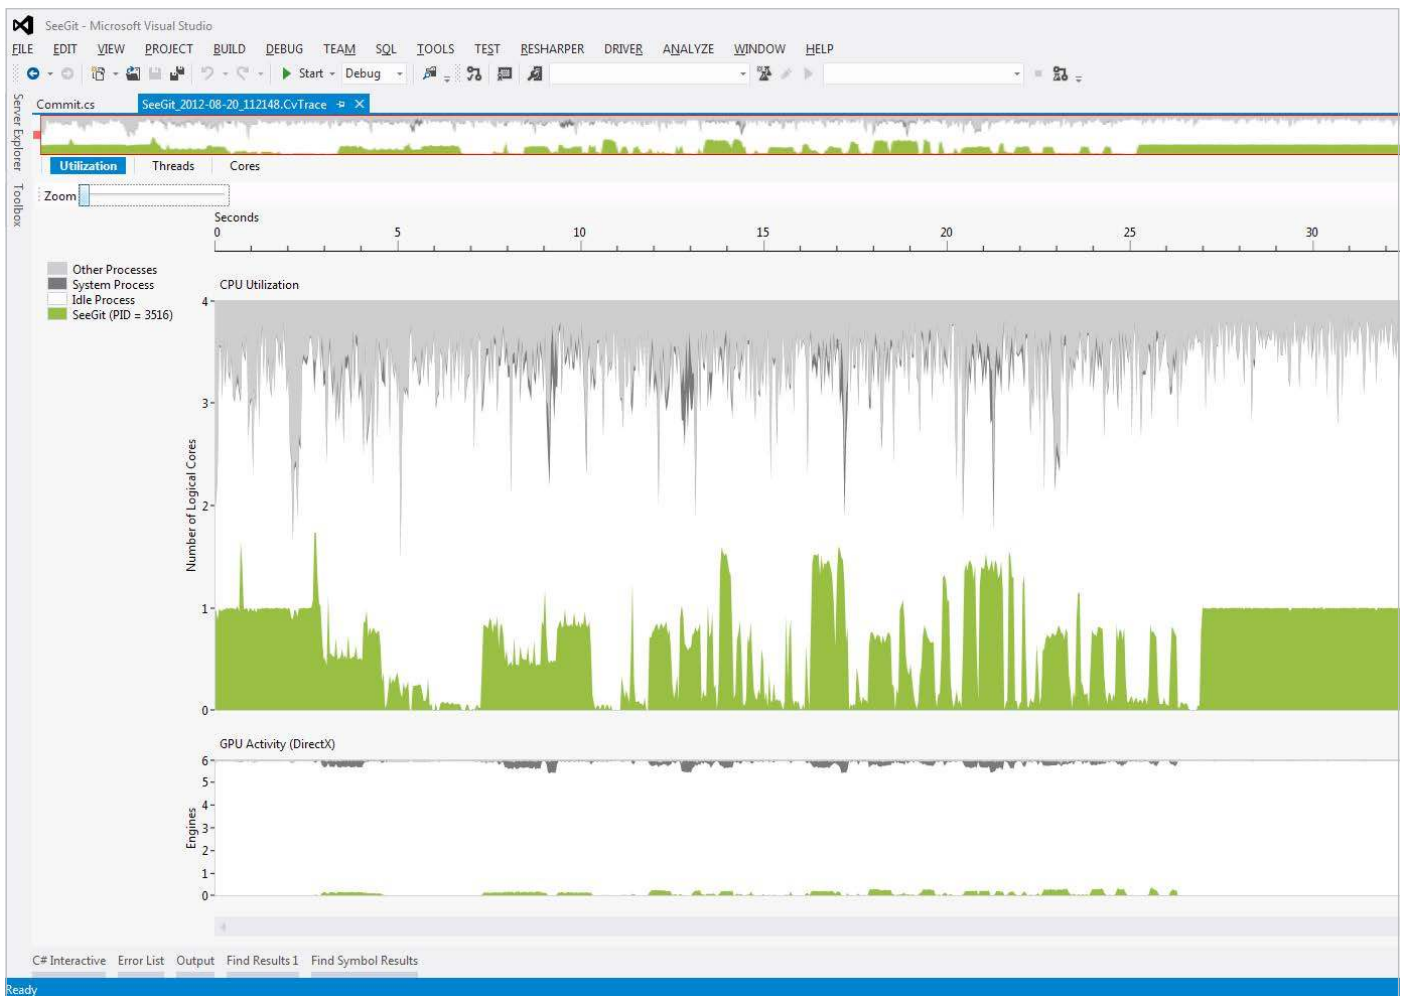 SeeGit - Microsoft Visual Studio
FILE EDIT VIEW PROJECT BUILD DEBUG TEAM SQL TOOLS TEST RESHARPER DRIVER ANALYZE WINDOW HELP
Start Debug
Server Explorer
Toolbox
Commit.cs SeeGit_2012-08-20_112148.CvTrace
Utilization Threads Cores
Zoom
Seconds
0 5 10 15 20 25 30
Other Processes
System Process
Idle Process
SeeGit (PID = 3516)
CPU Utilization
Number of Logical Cores
4
3
2
1
0
GPU Activity (DirectX)
Engines
6
5
4
3
2
1
0
C# Interactive Error List Output Find Results 1 Find Symbol Results
Ready